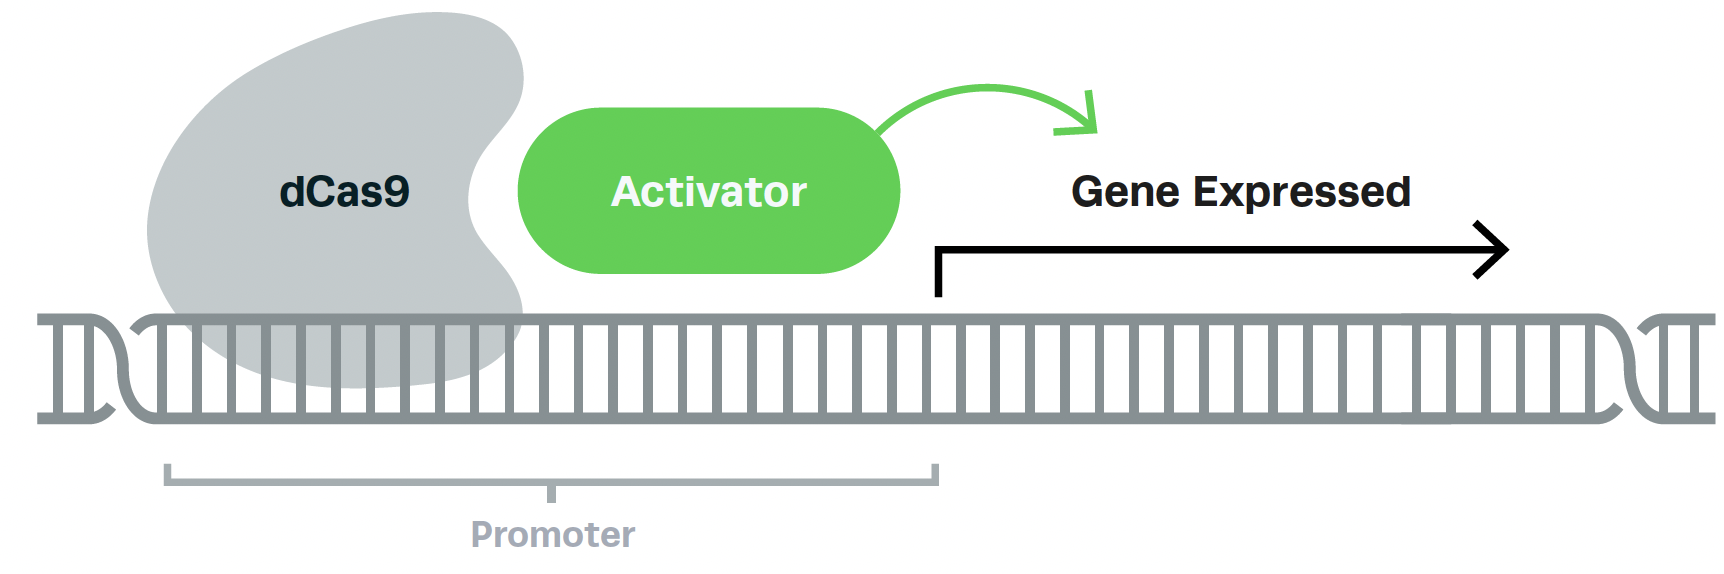 dCas9
Activator
Gene Expressed
Promoter